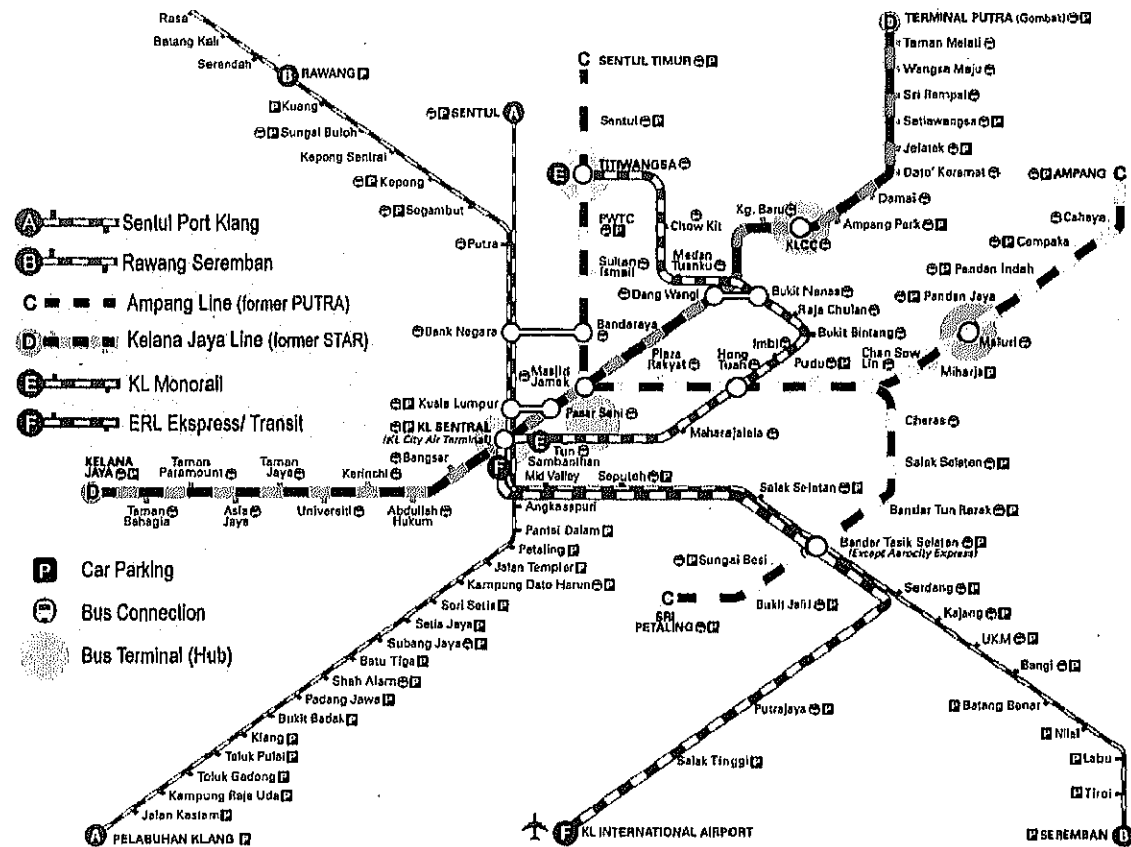 Rasa
Batang Kali
Serendah
B RAWANG P
P Kuang
P Sungai Buloh
Kepong Sentral
P Kepong
P Segambut
Putra
P SENTUL A
C SENTUL TIMUR P
Sentul P
E TITIWANGSA
PWTC
P
Sultan
Ismail
Chow Kit
Medan
Tuanku
Kg. Baru
KLCC
Dang Wangi
Bukit Nanas
Raja Chulan
Bukit Bintang
Imbi
Bank Negara
Bandaraya
D TERMINAL PUTRA (Gombak) P
Taman Melati
Wangsa Maju
Sri Rampai
Setiawangsa P
Jelatek P
Dato' Keramat
Damai
Ampang Park P
P AMPANG C
Cahaya
P Cempaka
P Pandan Indah
P Pandan Jaya
Maluri
Miharja P
Chan Sow
Lin
Pudu P
Hang
Tuah
Plaza
Rakyat
Masjid
Jamek
P Kuala Lumpur
Pasar Seni
P KL SENTRAL
(KL City Air Terminal)
E
Tun
Sambanthan
F
Maharajalela
Cheras
Salak Selatan P
Bandar Tun Razak P
Bangsar
KELANA
JAYA P
D
Taman
Bahagia
Taman
Paramount
Asia
Jaya
Taman
Jaya
Universiti
Kerinchi
Abdullah
Hukum
Mid Valley
Seputeh P
Salak Selatan P
Bandar Tasik Selatan P
(Except Aerocity Express)
P Sungai Besi
Bukit Jalil P
C
SRI
PETALING P
Serdang P
Kajang P
UKM P
Bangi P
P Batang Benar
P Nilai
P Labu
P Tiroi
P SEREMBAN B
Putrajaya P
Salak Tinggi P
F KL INTERNATIONAL AIRPORT
Angkasapuri
Pantai Dalam P
Petaling P
Jalan Templer P
Kampung Dato Harun P
Seri Setia P
Setia Jaya P
Subang Jaya P
Batu Tiga P
Shah Alam P
Padang Jawa P
Bukit Badak P
Klang P
Teluk Pulai P
Teluk Gadong P
Kampung Raja Uda P
Jalan Kastam P
A PELABUHAN KLANG P
A Sentul Port Klang
B Rawang Seremban
C Ampang Line (former PUTRA)
D Kelana Jaya Line (former STAR)
E KL Monorail
F ERL Ekspress/ Transit
P Car Parking
Bus Connection
Bus Terminal (Hub)